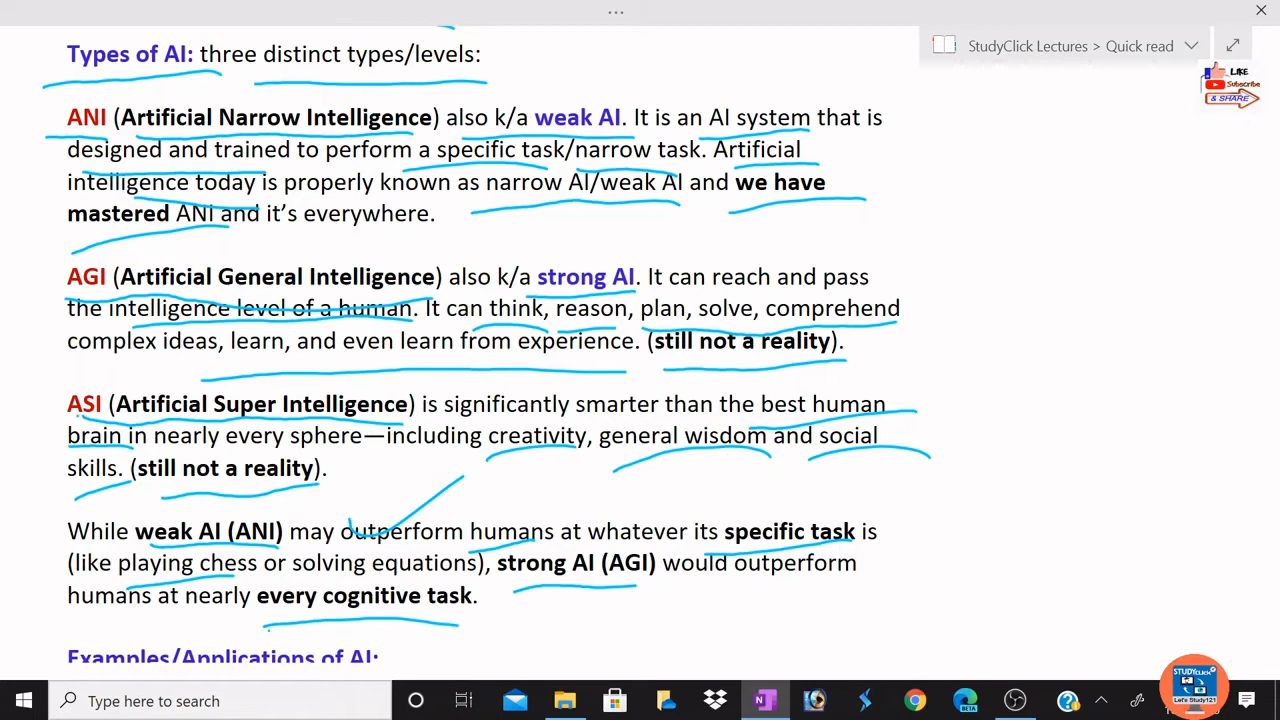 StudyClick Lectures > Quick read
LIKE
Subscribe
& SHARE
Types of AI: three distinct types/levels:
ANI (Artificial Narrow Intelligence) also k/a weak AI. It is an AI system that is
designed and trained to perform a specific task/narrow task. Artificial
intelligence today is properly known as narrow AI/weak AI and we have
mastered ANI and it's everywhere.
AGI (Artificial General Intelligence) also k/a strong AI. It can reach and pass
the intelligence level of a human. It can think, reason, plan, solve, comprehend
complex ideas, learn, and even learn from experience. (still not a reality).
ASI (Artificial Super Intelligence) is significantly smarter than the best human
brain in nearly every sphere—including creativity, general wisdom and social
skills. (still not a reality).
While weak AI (ANI) may outperform humans at whatever its specific task is
(like playing chess or solving equations), strong AI (AGI) would outperform
humans at nearly every cognitive task.
Examples/Applications of AI:
Type here to search
BETA
STUDYclick
Let's Study121